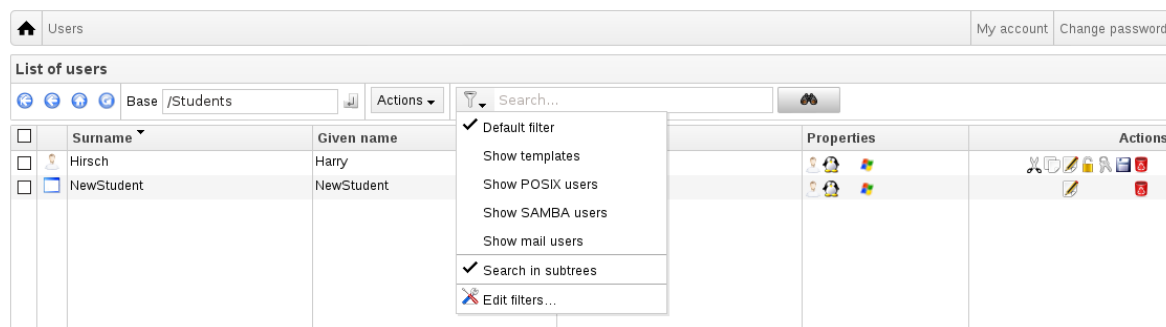 Users
My account Change password
List of users
Base /Students Actions Search...
Default filter
Show templates
Show POSIX users
Show SAMBA users
Show mail users
Search in subtrees
Edit filters...
Surname Given name Properties Actions
Hirsch Harry
NewStudent NewStudent